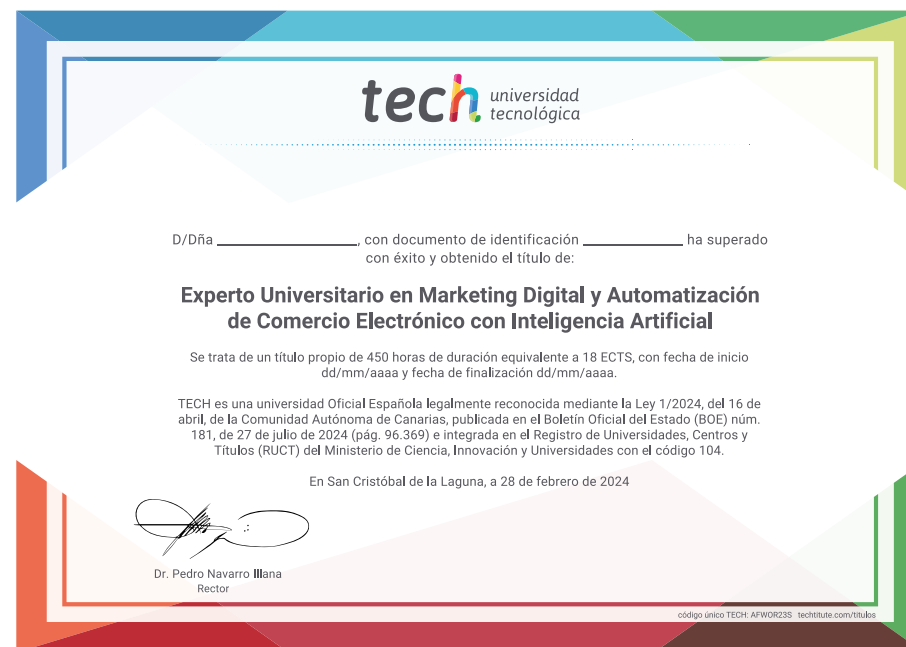 tech universidad
tecnológica
D/Dña ________________, con documento de identificación ____________ ha superado
con éxito y obtenido el título de:
Experto Universitario en Marketing Digital y Automatización
de Comercio Electrónico con Inteligencia Artificial
Se trata de un título propio de 450 horas de duración equivalente a 18 ECTS, con fecha de inicio
dd/mm/aaaa y fecha de finalización dd/mm/aaaa.
TECH es una universidad Oficial Española legalmente reconocida mediante la Ley 1/2024, del 16 de
abril, de la Comunidad Autónoma de Canarias, publicada en el Boletín Oficial del Estado (BOE) núm.
181, de 27 de julio de 2024 (pág. 96.369) e integrada en el Registro de Universidades, Centros y
Títulos (RUCT) del Ministerio de Ciencia, Innovación y Universidades con el código 104.
En San Cristóbal de la Laguna, a 28 de febrero de 2024
Dr. Pedro Navarro Illana
Rector
código único TECH: AFWOR23S techtitute.com/titulos